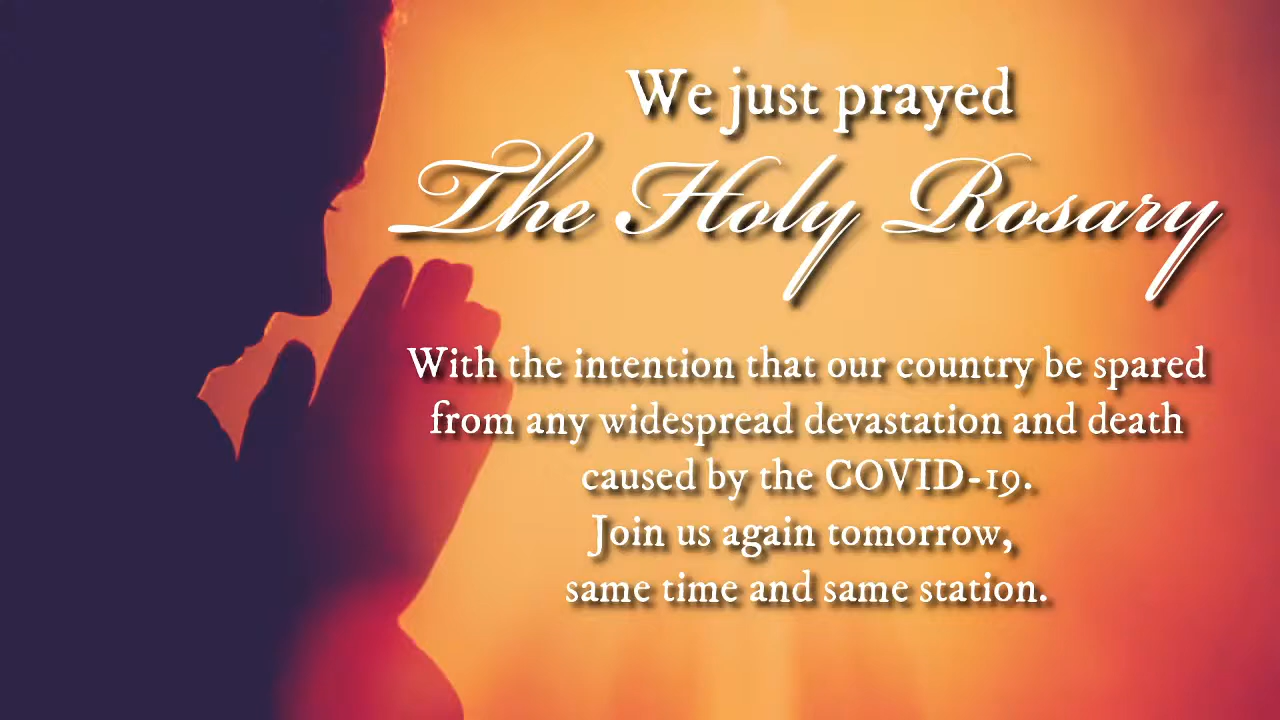 We just prayed
The Holy Rosary
With the intention that our country be spared
from any widespread devastation and death
caused by the COVID-19.
Join us again tomorrow,
same time and same station.